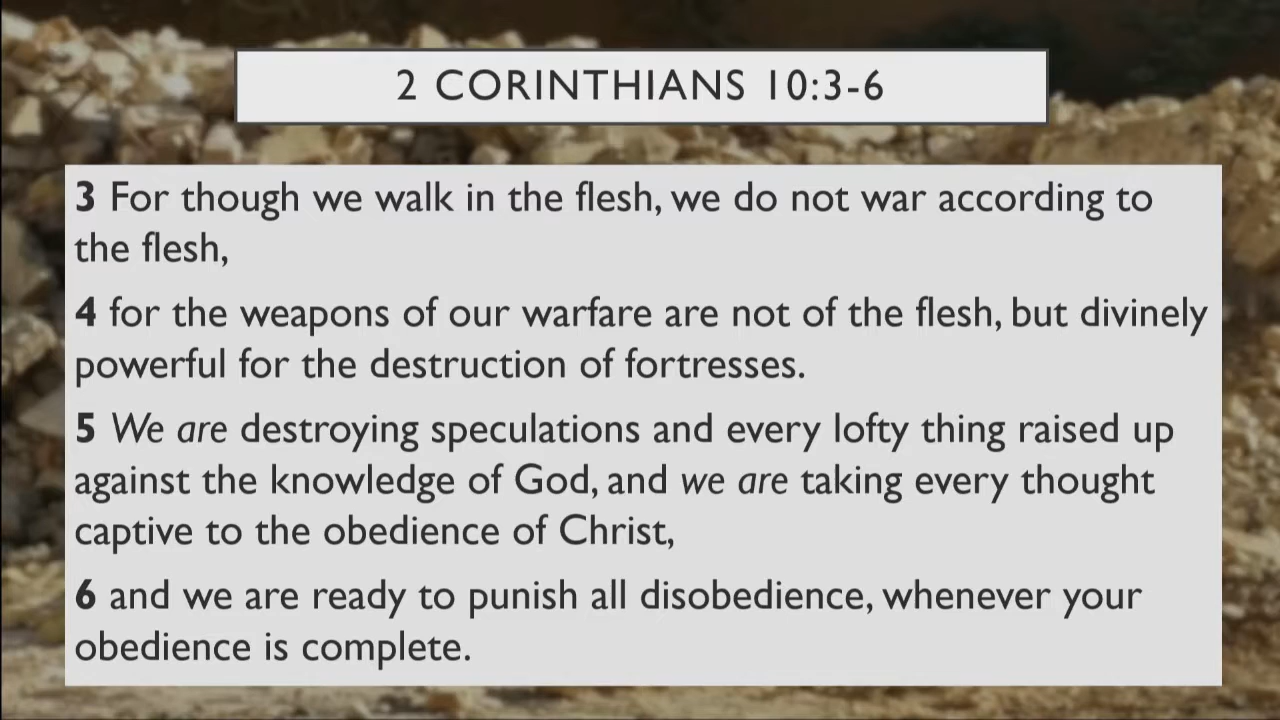 2 CORINTHIANS 10:3-6
3 For though we walk in the flesh, we do not war according to
the flesh,
4 for the weapons of our warfare are not of the flesh, but divinely
powerful for the destruction of fortresses.
5 We are destroying speculations and every lofty thing raised up
against the knowledge of God, and we are taking every thought
captive to the obedience of Christ,
6 and we are ready to punish all disobedience, whenever your
obedience is complete.